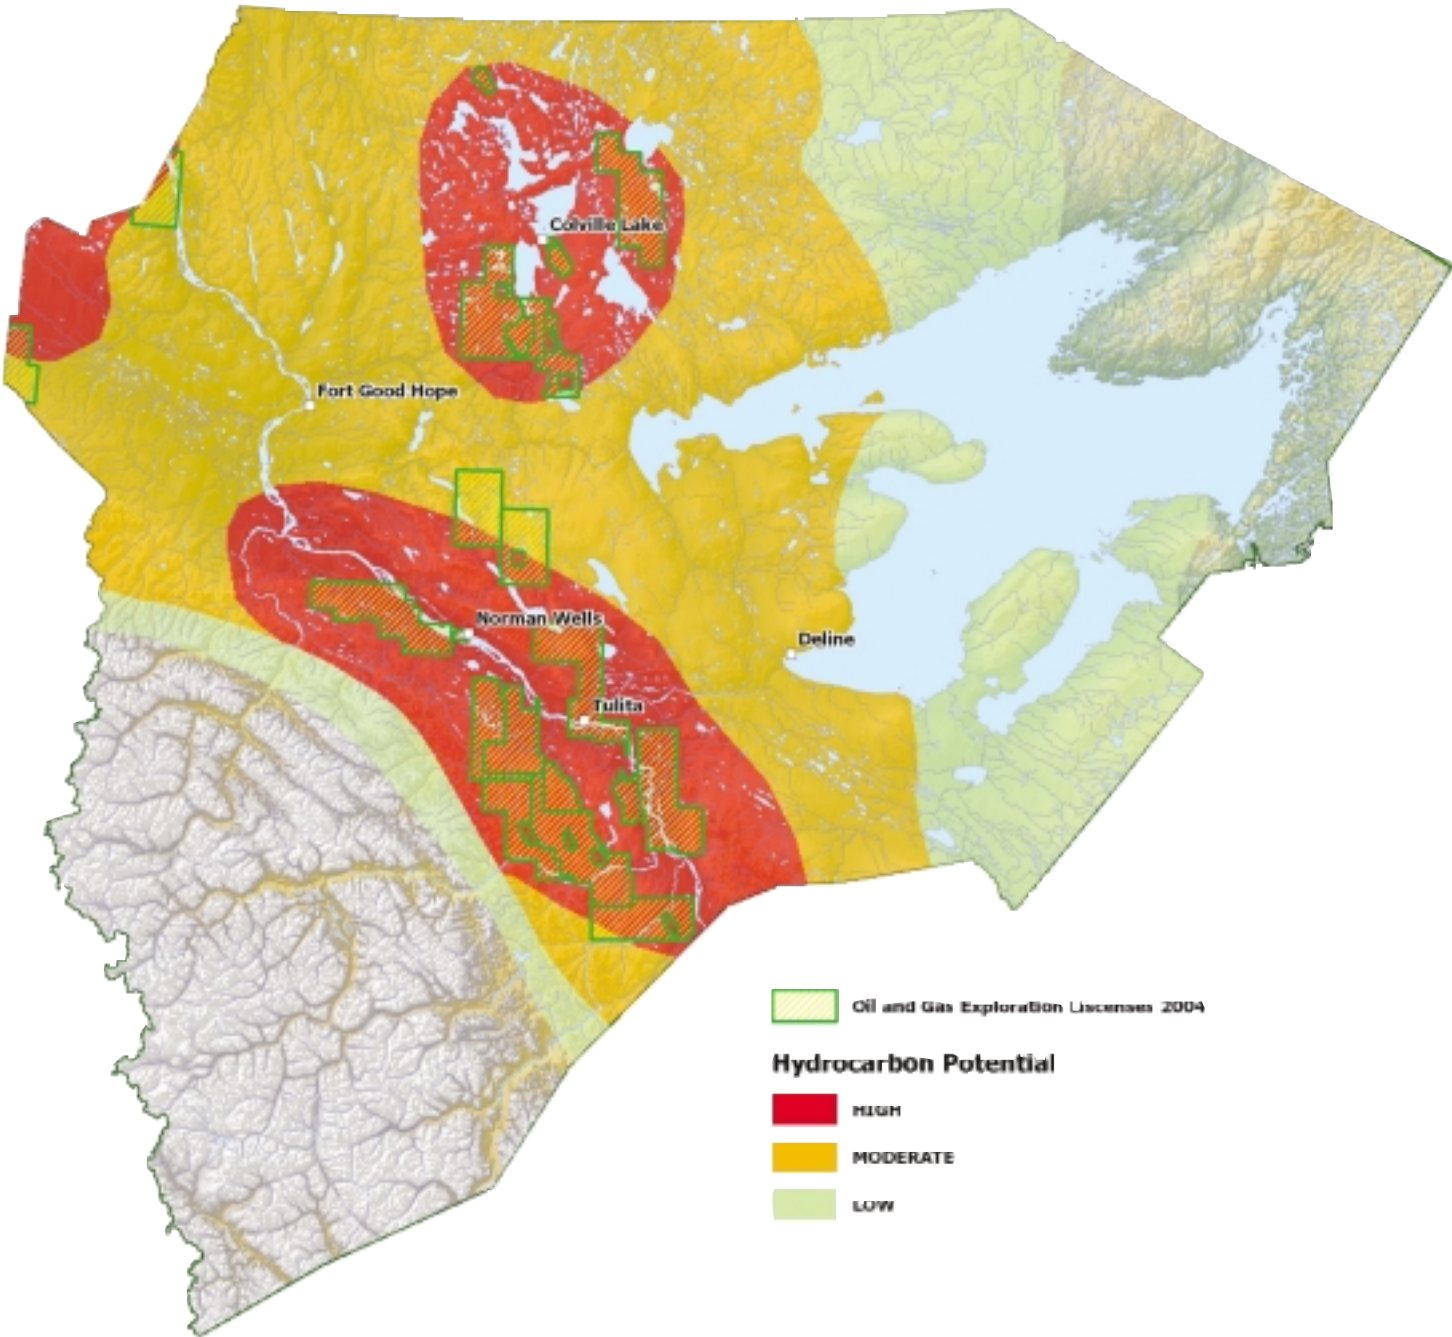 Colville Lake
Fort Good Hope
Norman Wells
Deline
Tulita
Oil and Gas Exploration Liscenses 2004
Hydrocarbon Potential
HIGH
MODERATE
LOW